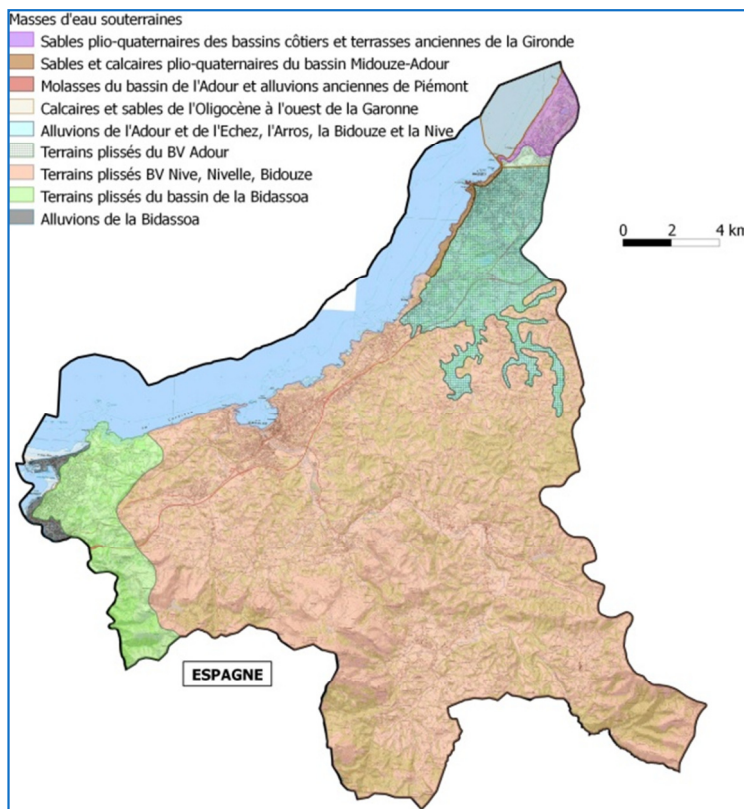 Masses d'eau souterraines
Sables plio-quaternaires des bassins côtiers et terrasses anciennes de la Gironde
Sables et calcaires plio-quaternaires du bassin Midouze-Adour
Molasses du bassin de l'Adour et alluvions anciennes de Piémont
Calcaires et sables de l'Oligocène à l'ouest de la Garonne
Alluvions de l'Adour et de l'Echez, l'Arros, la Bidouze et la Nive
Terrains plissés du BV Adour
Terrains plissés BV Nive, Nivelle, Bidouze
Terrains plissés du bassin de la Bidassoa
Alluvions de la Bidassoa
0 2 4 km
ESPAGNE